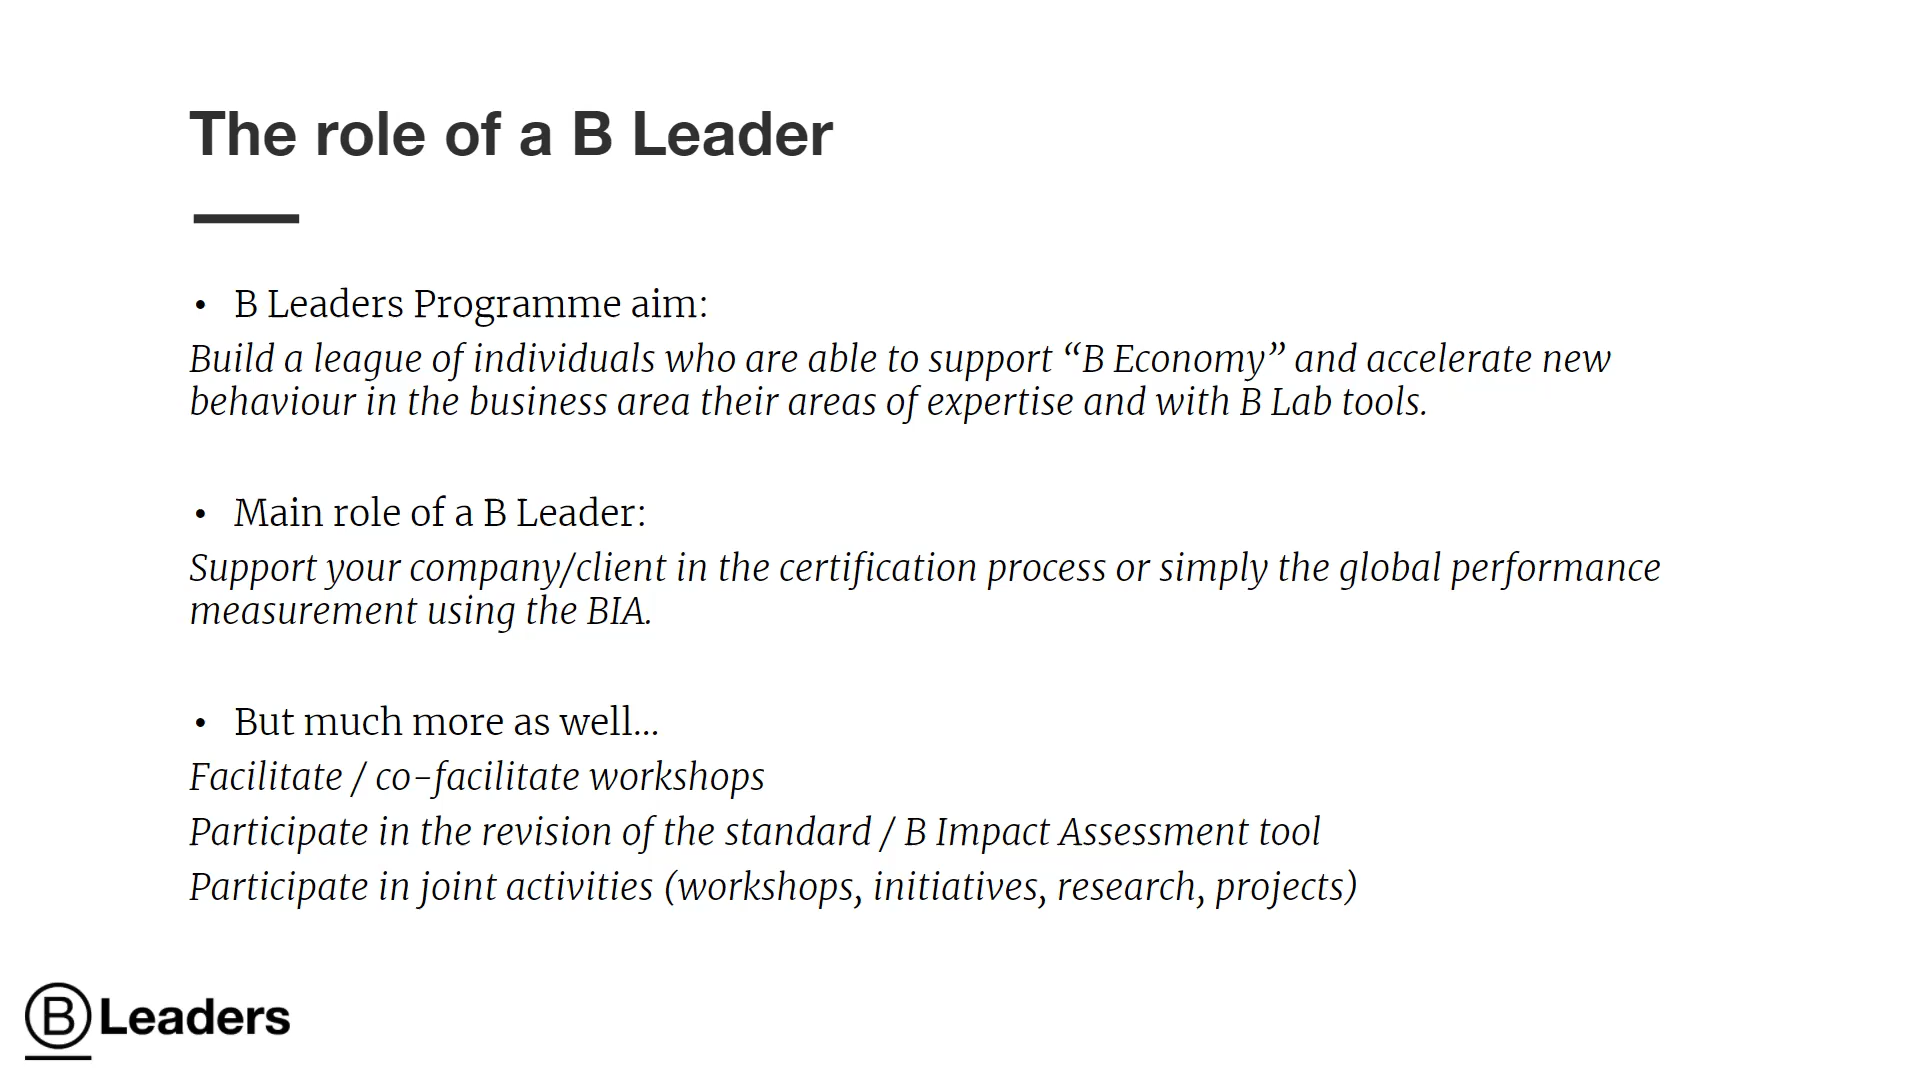 The role of a B Leader
• B Leaders Programme aim:
Build a league of individuals who are able to support “B Economy” and accelerate new
behaviour in the business area their areas of expertise and with B Lab tools.
• Main role of a B Leader:
Support your company/client in the certification process or simply the global performance
measurement using the BIA.
• But much more as well...
Facilitate / co-facilitate workshops
Participate in the revision of the standard / B Impact Assessment tool
Participate in joint activities (workshops, initiatives, research, projects)
B Leaders